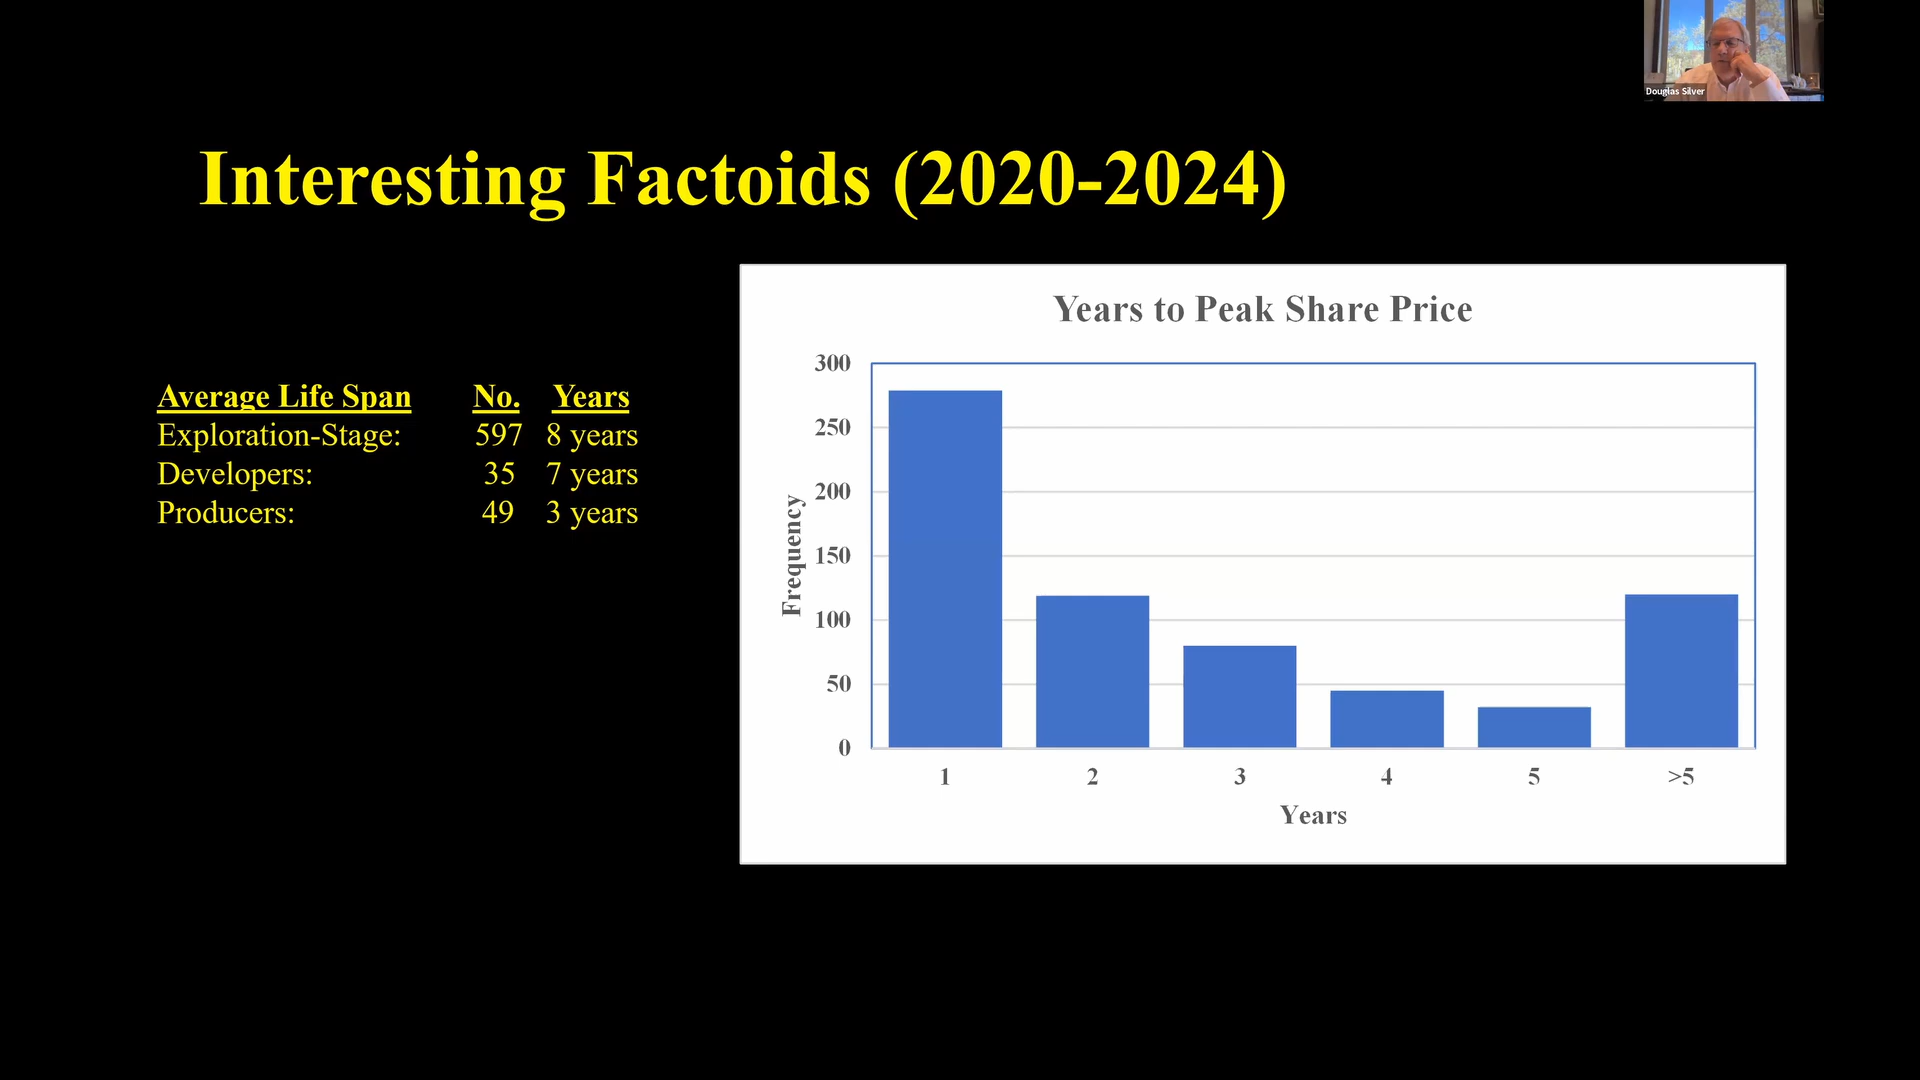 Douglas Silver
Interesting Factoids (2020-2024)
Average Life Span No. Years
Exploration-Stage: 597 8 years
Developers: 35 7 years
Producers: 49 3 years
Years to Peak Share Price
300
250
200
150
100
50
0
Frequency
1 2 3 4 5 >5
Years